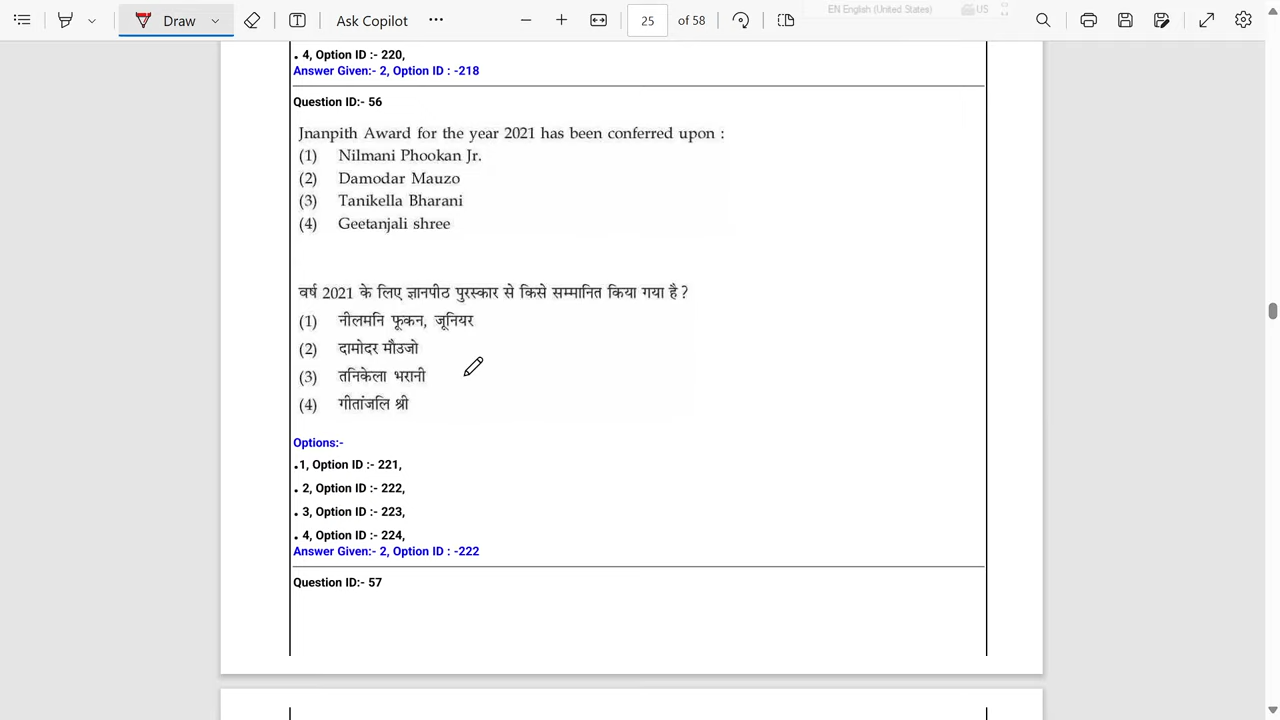 Draw
Ask Copilot
25 of 58
EN English (United States)
US
. 4, Option ID :- 220,
Answer Given:- 2, Option ID : -218
Question ID:- 56
Jnanpith Award for the year 2021 has been conferred upon :
(1) Nilmani Phookan Jr.
(2) Damodar Mauzo
(3) Tanikella Bharani
(4) Geetanjali shree
वर्ष 2021 के लिए ज्ञानपीठ पुरस्कार से किसे सम्मानित किया गया है ?
(1) नीलमनि फूकन, जूनियर
(2) दामोदर मौउजो
(3) तनिकेला भरानी
(4) गीतांजलि श्री
Options:-
.1, Option ID :- 221,
. 2, Option ID :- 222,
. 3, Option ID :- 223,
. 4, Option ID :- 224,
Answer Given:- 2, Option ID : -222
Question ID:- 57